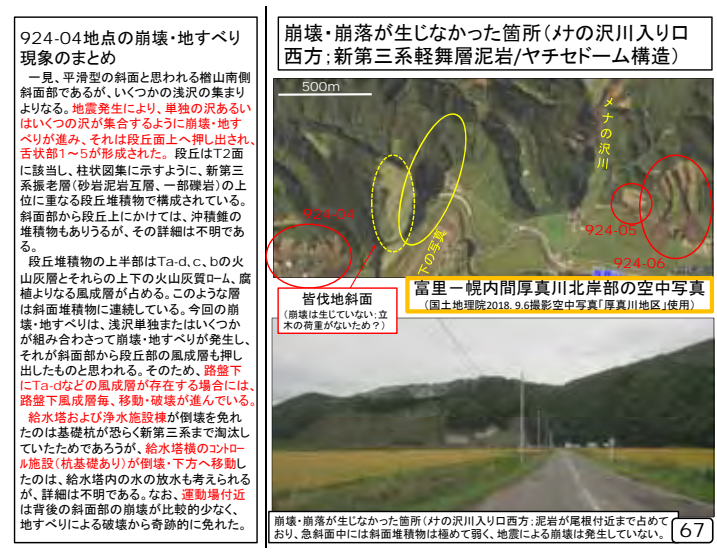 924-04地点の崩壊・地すべり
現象のまとめ
一見、平滑型の斜面と思われる楢山南側
斜面部であるが、いくつかの浅沢の集まり
よりなる。地震発生により、単独の沢あるい
はいくつの沢が集合するように崩壊・地す
べりが進み、それは段丘面上へ押し出され、
舌状部1～5が形成された。段丘はT2面
に該当し、柱状図集に示すように、新第三
系振老層(砂岩泥岩互層、一部礫岩)の上
位に重なる段丘堆積物で構成されている。
斜面部から段丘上にかけては、沖積錐の
堆積物もありうるが、その詳細は不明であ
る。
段丘堆積物の上半部はTa-d、c、bの火
山灰層とそれらの上下の火山灰質ローム、腐
植よりなる風成層が占める。このような層
は斜面堆積物に連続している。今回の崩
壊・地すべりは、浅沢単独またはいくつか
が組み合わさって崩壊・地すべりが発生し、
それが斜面部から段丘部の風成層も押し
出したものと思われる。そのため、路盤下
にTa-dなどの風成層が存在する場合には、
路盤下風成層毎、移動・破壊が進んでいる。
給水塔および浄水施設棟が倒壊を免れ
たのは基礎杭が恐らく新第三系まで淘汰し
ていたためであろうが、給水塔横のコントロー
ル施設(杭基礎あり)が倒壊・下方へ移動し
たのは、給水塔内の水の放水も考えられる
が、詳細は不明である。なお、運動場付近
は背後の斜面部の崩壊が比較的少なく、
地すべりによる破壊から奇跡的に免れた。
崩壊・崩落が生じなかった箇所(メナの沢川入り口
西方;新第三系軽舞層泥岩/ヤチセドーム構造)
500m
メナの沢川
924-04
924-05
924-06
下の写真
皆伐地斜面
(崩壊は生じていない;立
木の荷重がないため?)
富里ー幌内間厚真川北岸部の空中写真
(国土地理院2018.9.6撮影空中写真「厚真川地区」使用)
崩壊・崩落が生じなかった箇所(メナの沢川入り口西方;泥岩が尾根付近まで占めて
おり、急斜面中には斜面堆積物は極めて弱く、地震による崩壊は発生していない。
67